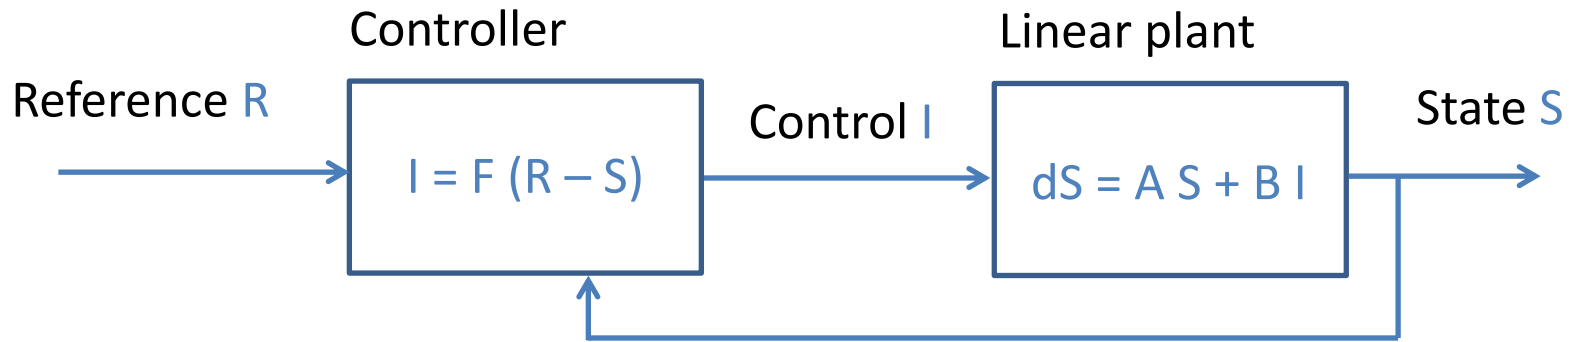 Controller
Linear plant
Reference R
Control I
State S
I = F (R – S)
dS = A S + B I